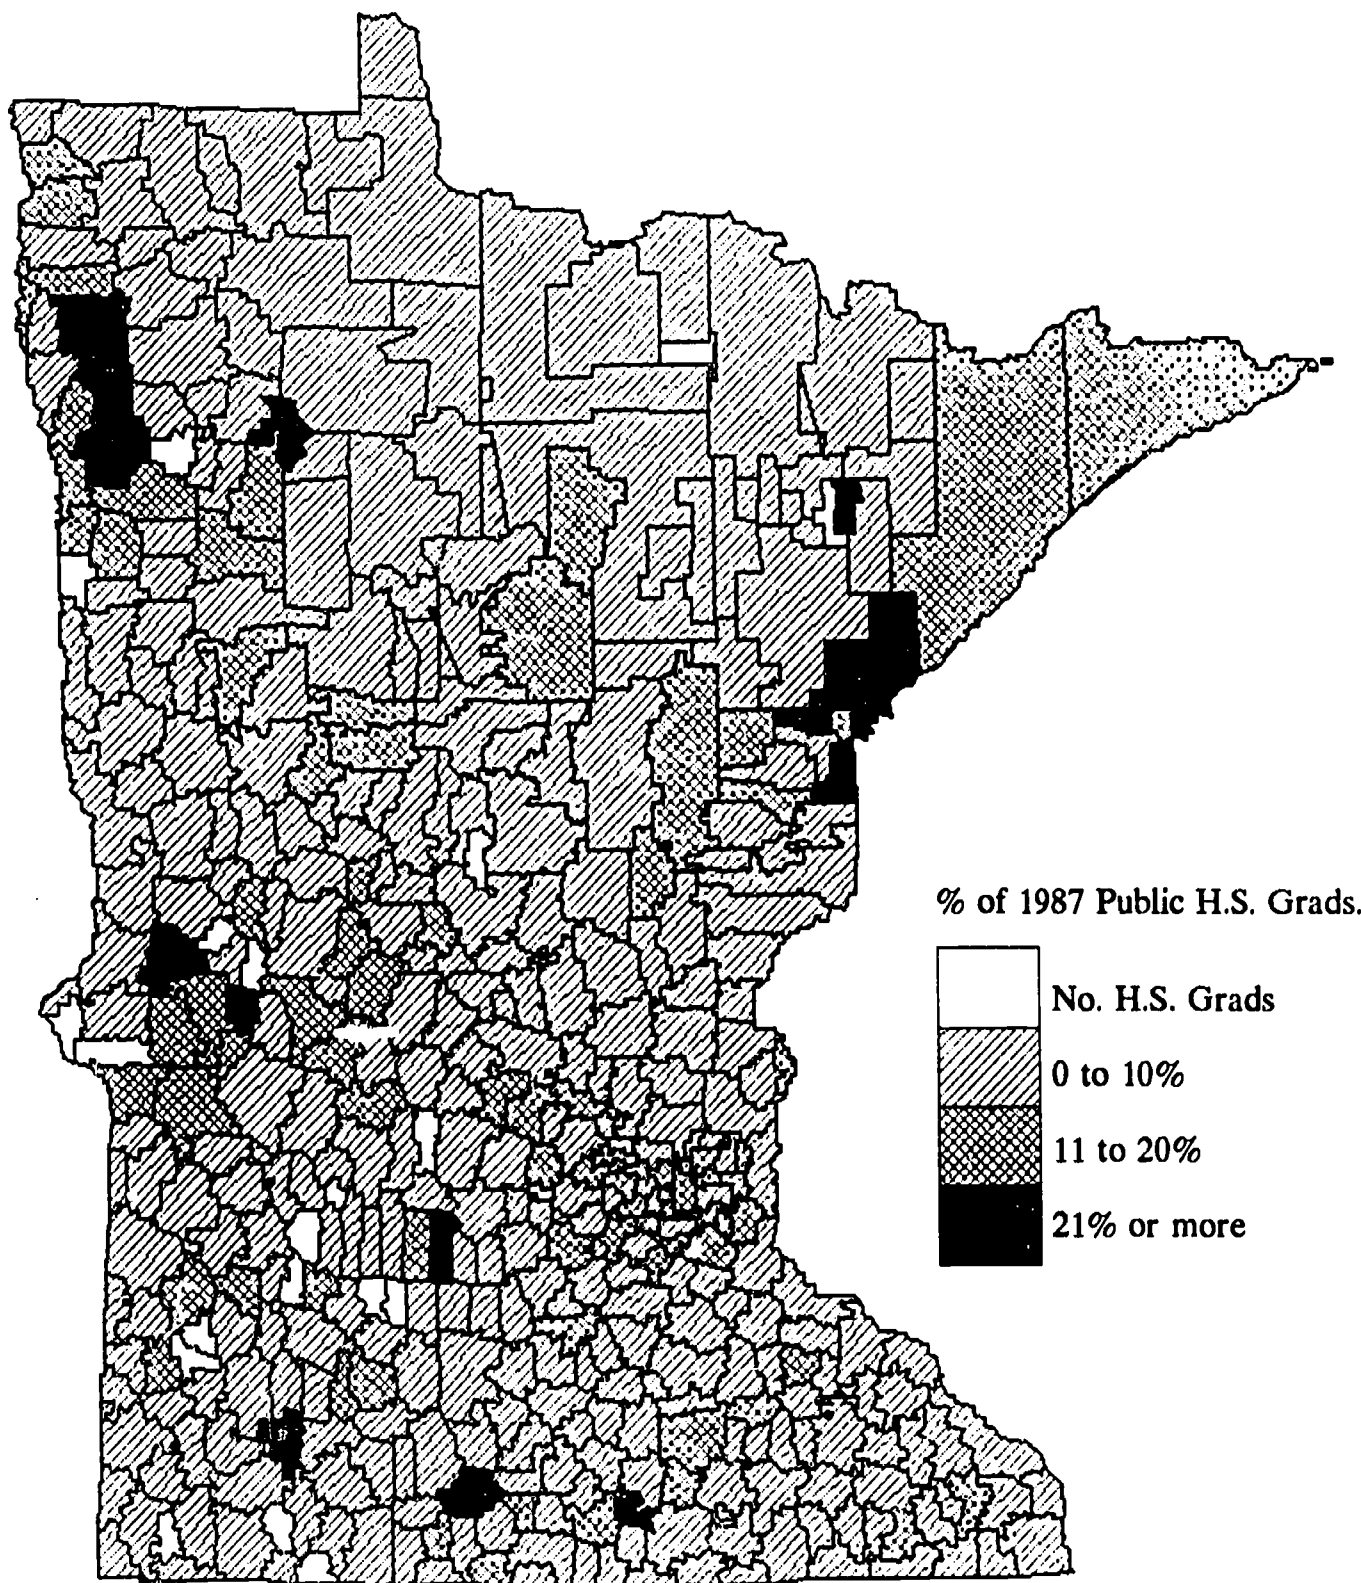 % of 1987 Public H.S. Grads.
No. H.S. Grads
0 to 10%
11 to 20%
21% or more